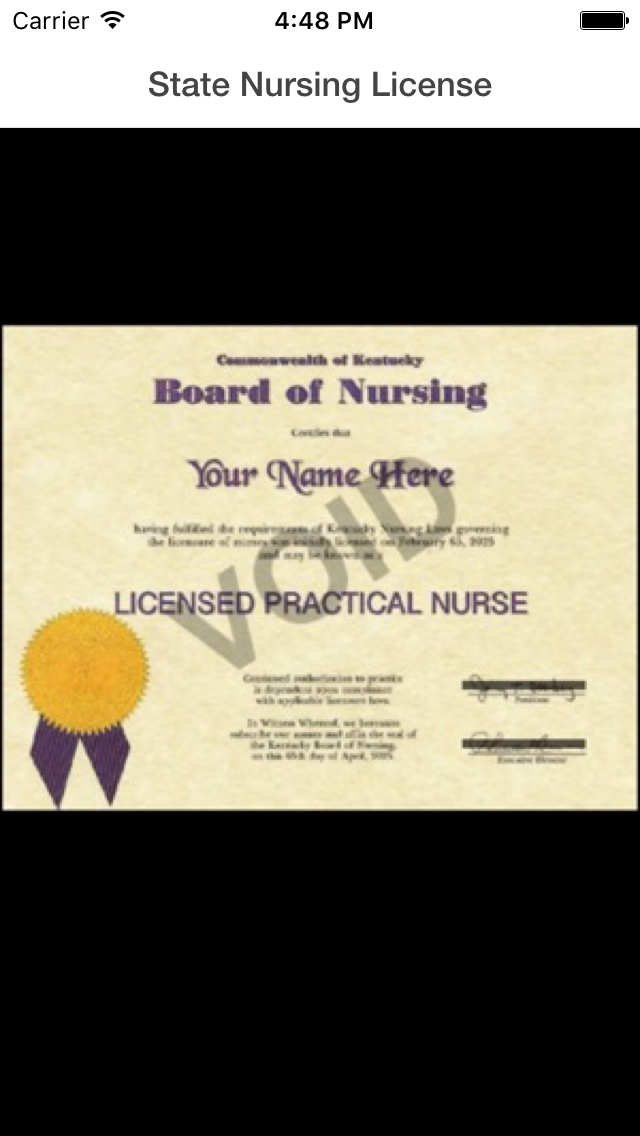 Carrier 4:48 PM
State Nursing License
Commonwealth of Kentucky
Board of Nursing
Certifies that
Your Name Here
having fulfilled the requirements of Kentucky Nursing laws governing
the licensure of nurses was initially licensed on February 65, 2025
and may be known as a
VOID
LICENSED PRACTICAL NURSE
Continued authorization to practice
is dependent upon compliance
with applicable licensure laws.
In Witness Whereof, we hereunto
subscribe our names and affix the seal of
the Kentucky Board of Nursing,
on this 65th day of April, 2025.
President
Executive Director